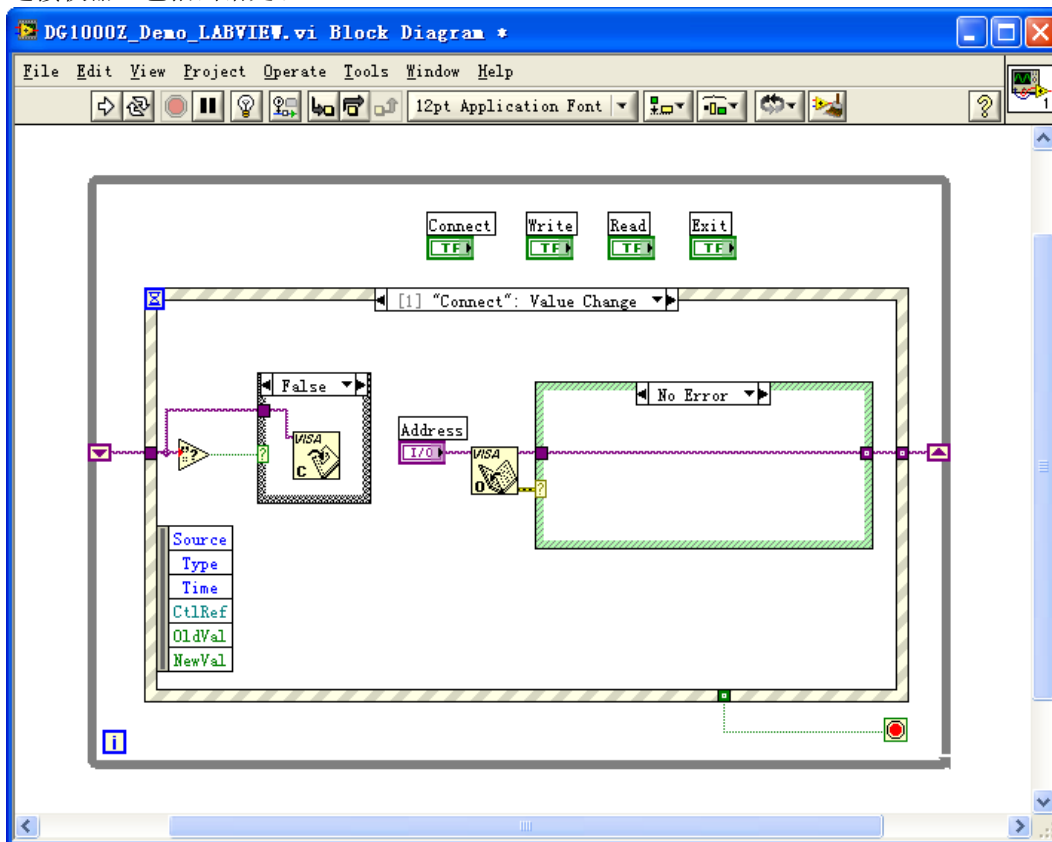 DG1000Z_Demo_LABVIEW.vi Block Diagram *
File Edit View Project Operate Tools Window Help
12pt Application Font
1
Connect Write Read Exit
TF TF TF TF
[1] "Connect": Value Change
False
No Error
Address
I/O
?
?
VISA
C
VISA
O
?
Source
Type
Time
CtlRef
OldVal
NewVal
i